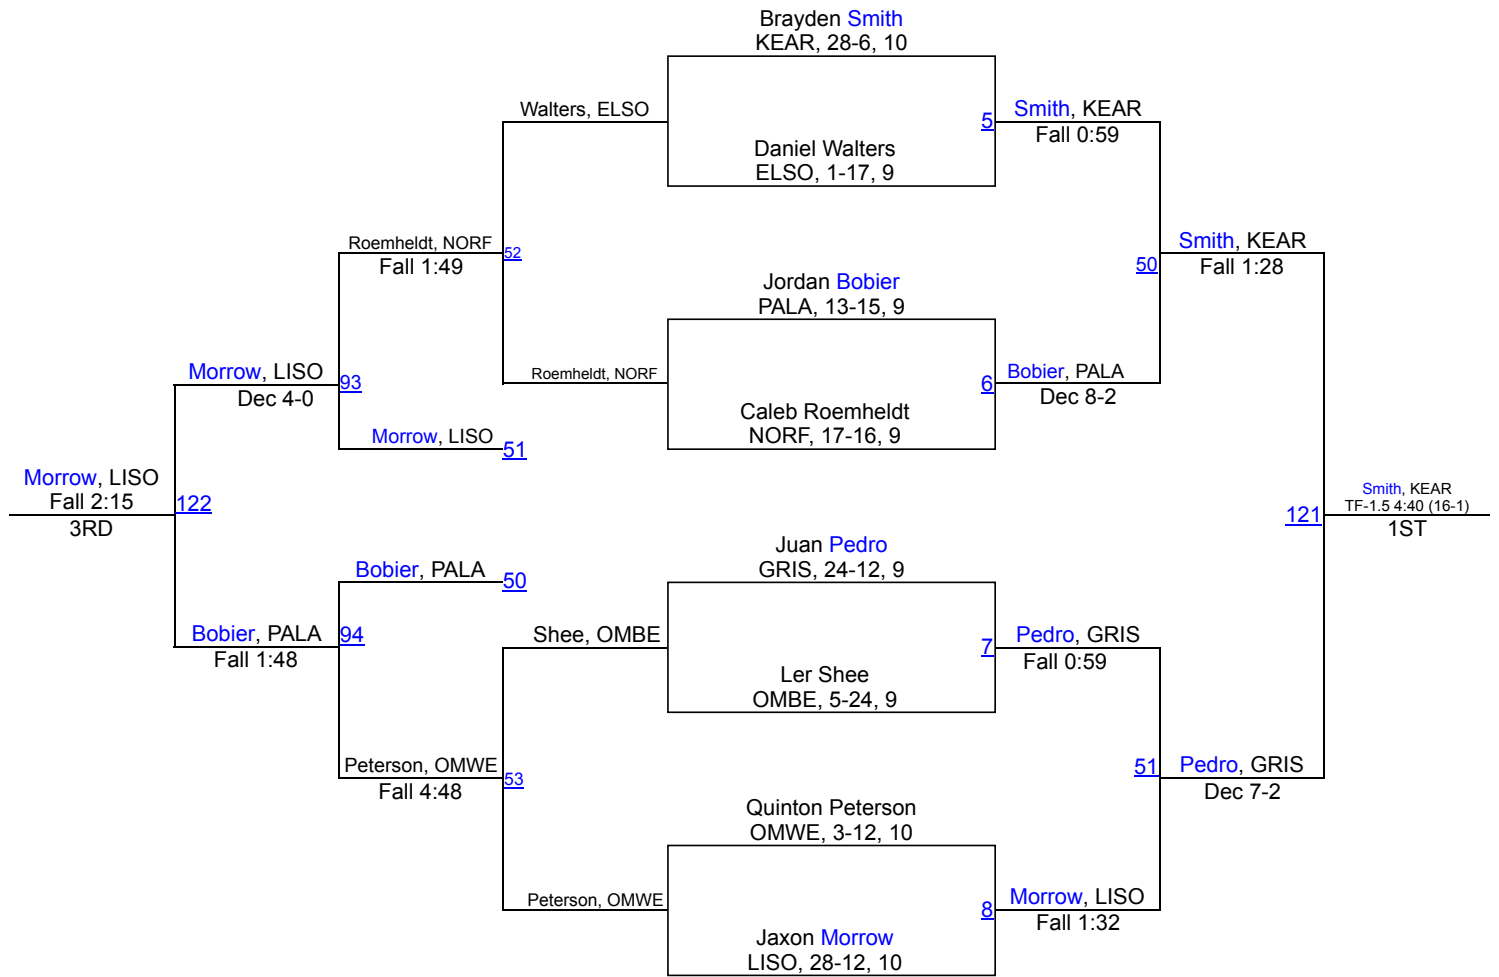 Brayden Smith
KEAR, 28-6, 10
Walters, ELSO
5
Smith, KEAR
Fall 0:59
Daniel Walters
ELSO, 1-17, 9
Roemheldt, NORF
Fall 1:49
52
Smith, KEAR
Fall 1:28
50
Jordan Bobier
PALA, 13-15, 9
Roemheldt, NORF
6
Bobier, PALA
Dec 8-2
Morrow, LISO
Dec 4-0
93
Caleb Roemheldt
NORF, 17-16, 9
Morrow, LISO
51
Morrow, LISO
Fall 2:15
3RD
122
121
Smith, KEAR
TF-1.5 4:40 (16-1)
1ST
Juan Pedro
GRIS, 24-12, 9
Bobier, PALA
50
Bobier, PALA
Fall 1:48
94
Shee, OMBE
7
Pedro, GRIS
Fall 0:59
Ler Shee
OMBE, 5-24, 9
Peterson, OMWE
Fall 4:48
53
51
Pedro, GRIS
Dec 7-2
Quinton Peterson
OMWE, 3-12, 10
Peterson, OMWE
8
Morrow, LISO
Fall 1:32
Jaxon Morrow
LISO, 28-12, 10